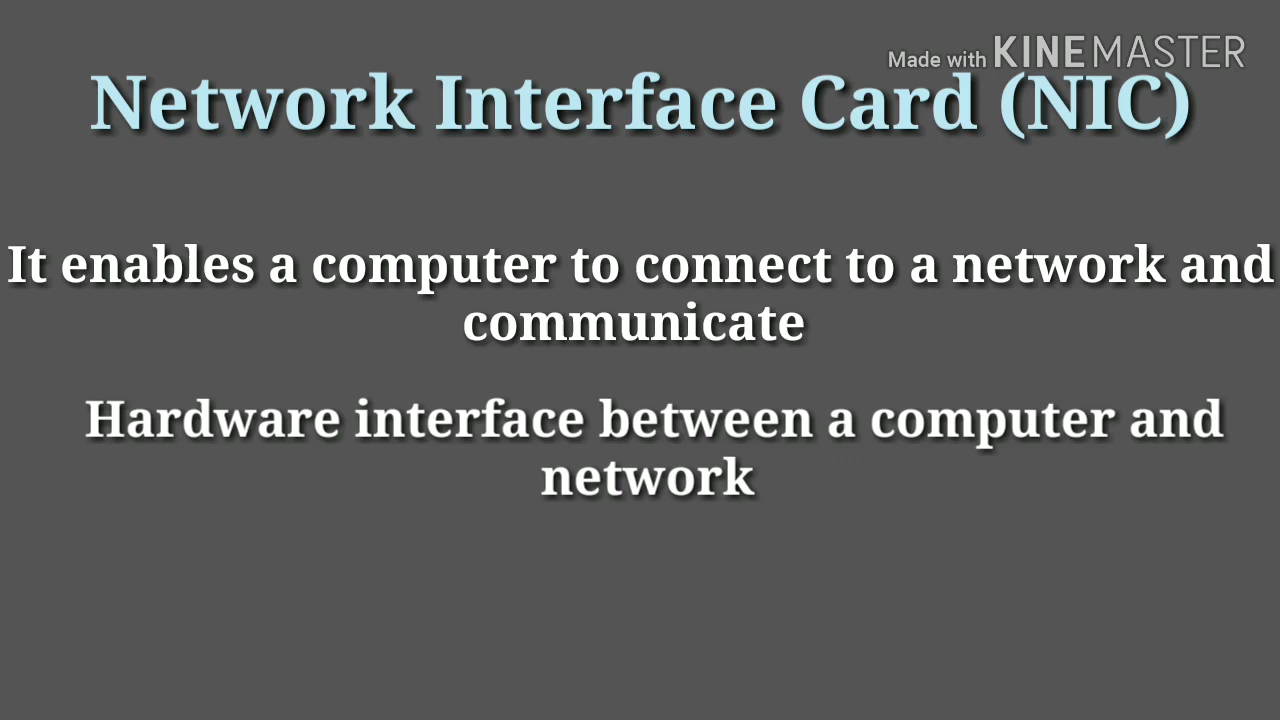 Made with KINEMASTER
Network Interface Card (NIC)
It enables a computer to connect to a network and
communicate
Hardware interface between a computer and
network